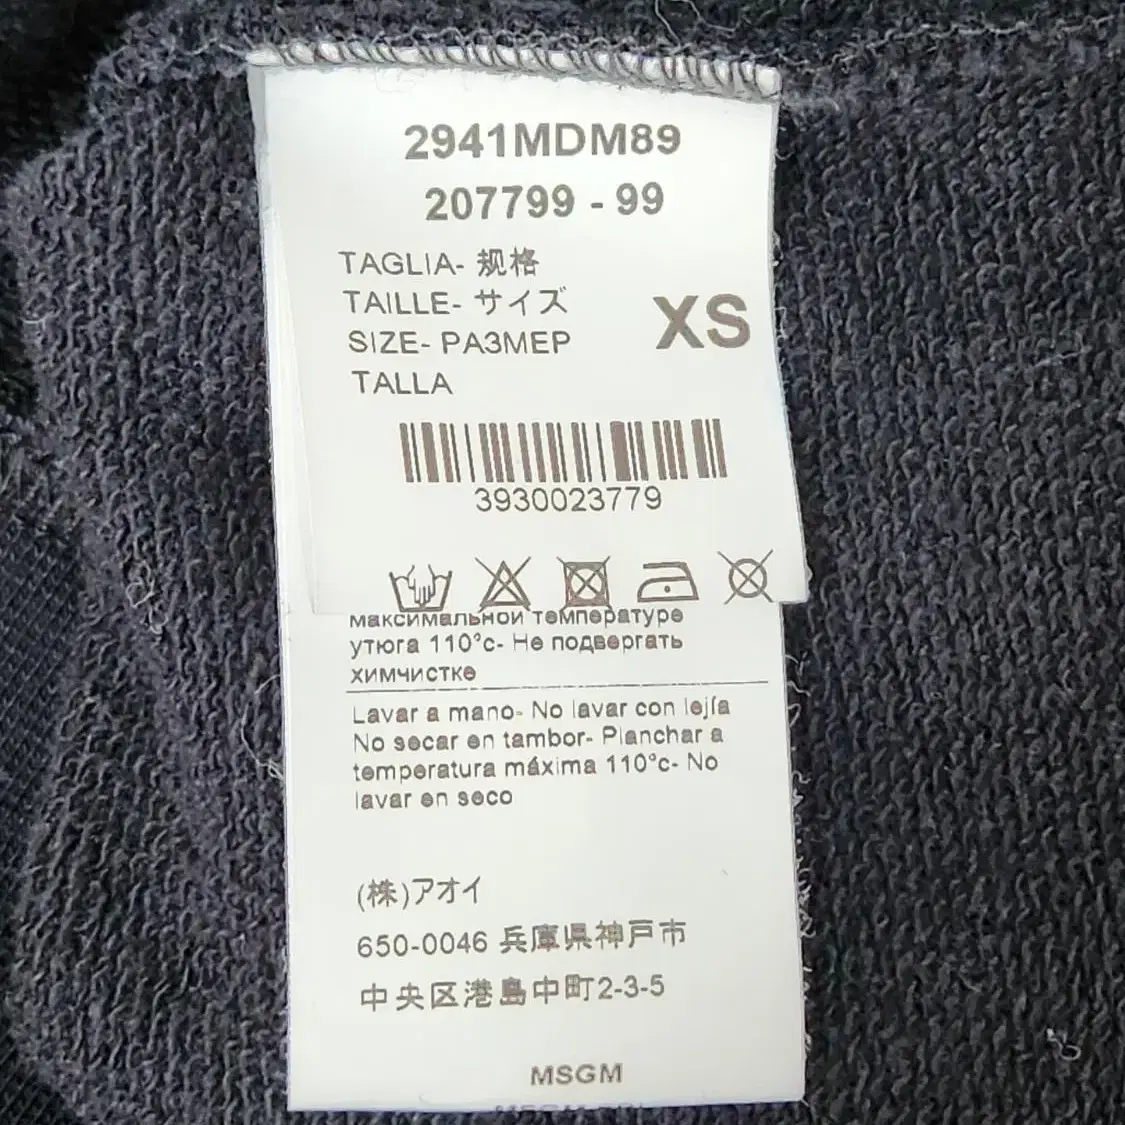 2941MDM89
207799 - 99
TAGLIA- 规格
TAILLE- サイズ
SIZE- РАЗМЕР
TALLA
XS
3930023779
максимальной температуре
утюга 110°c- Не подвергать
химчистке
Lavar a mano- No lavar con lejía
No secar en tambor- Planchar a
temperatura máxima 110°c- No
lavar en seco
(株)アオイ
650-0046 兵庫県神戸市
中央区港島中町2-3-5
MSGM